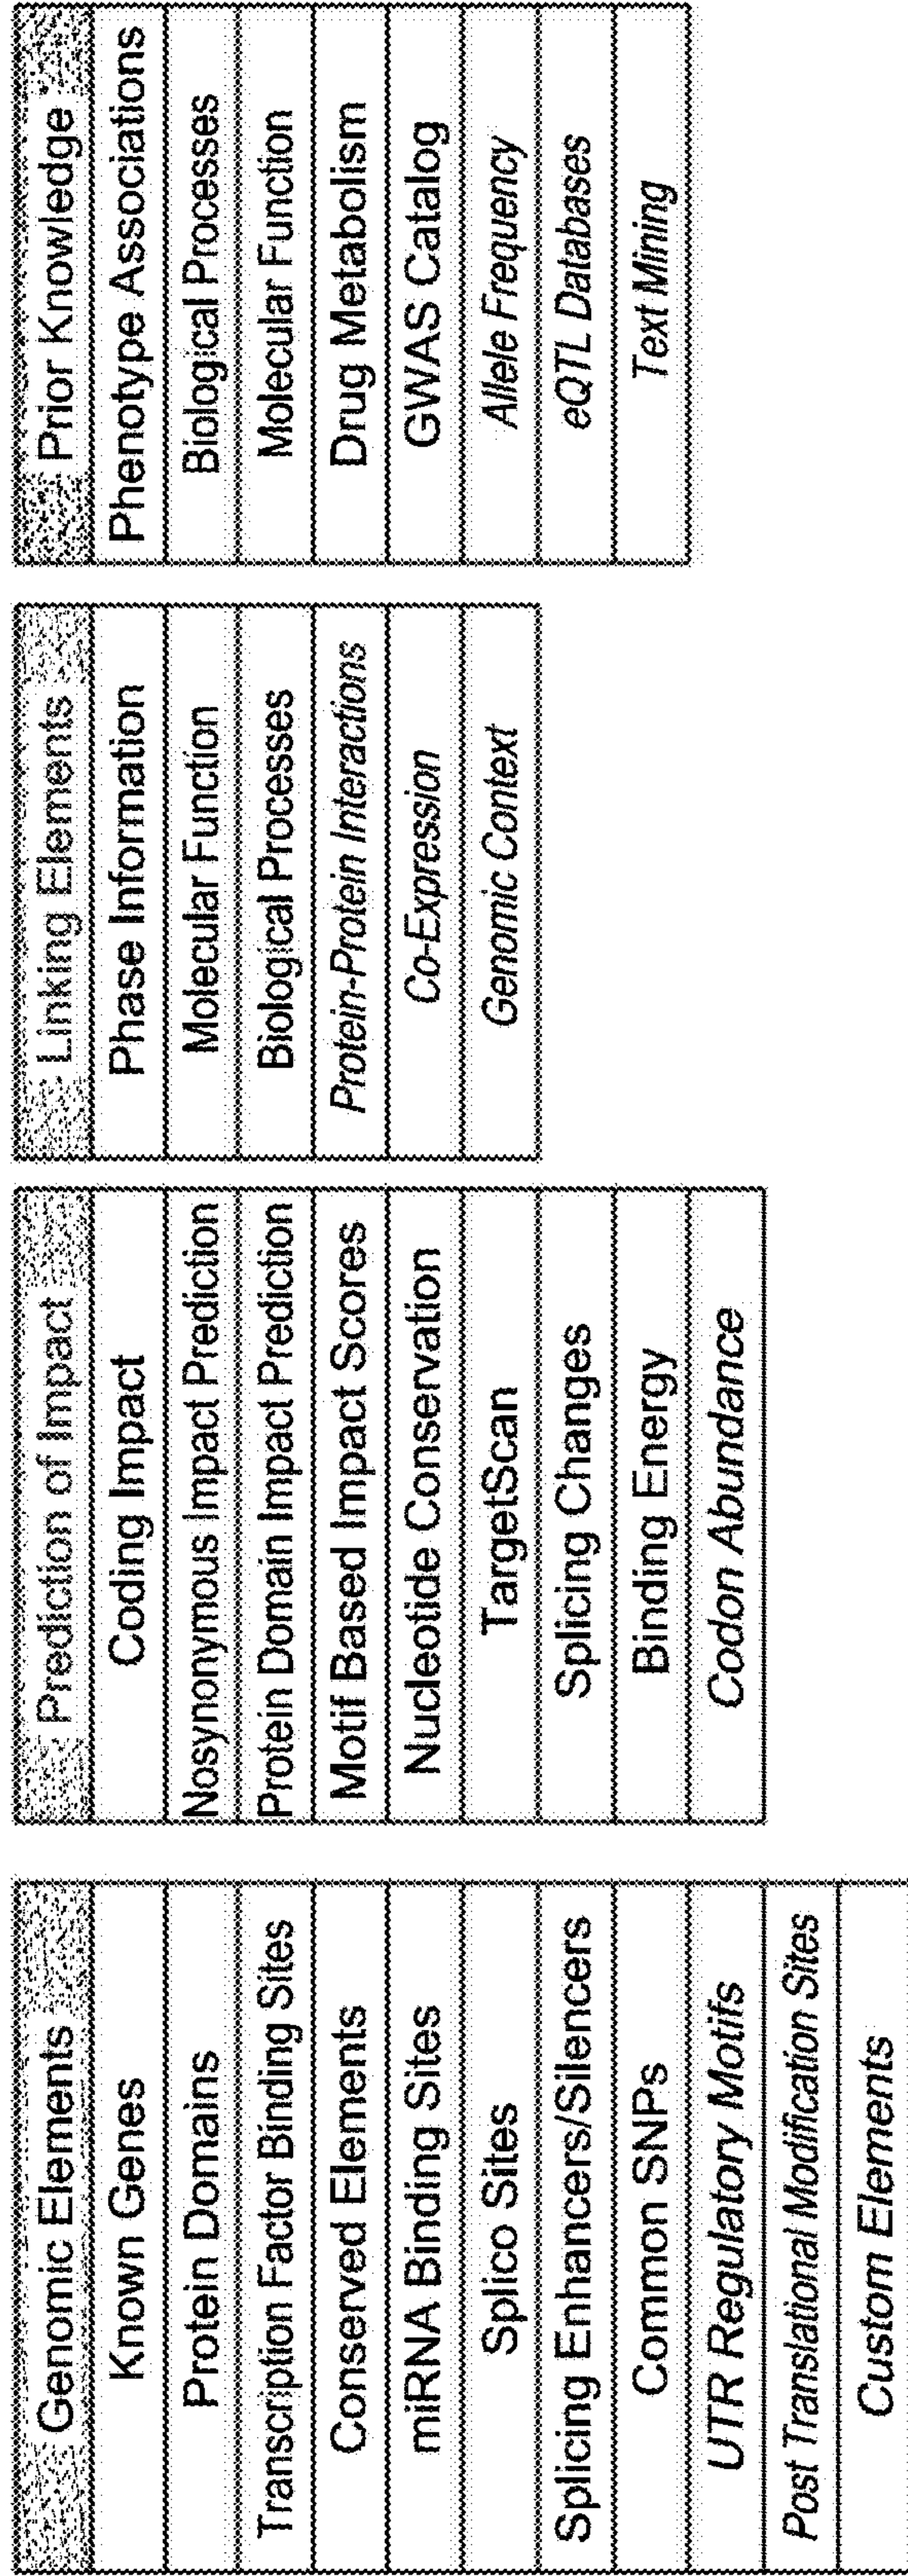 Genomic Elements
Known Genes
Protein Domains
Transcription Factor Binding Sites
Conserved Elements
miRNA Binding Sites
Splico Sites
Splicing Enhancers/Silencers
Common SNPs
UTR Regulatory Motifs
Post Translational Modification Sites
Custom Elements
Prediction of Impact
Coding Impact
Nosynonymous Impact Prediction
Protein Domain Impact Prediction
Motif Based Impact Scores
Nucleotide Conservation
TargetScan
Splicing Changes
Binding Energy
Codon Abundance
Linking Elements
Phase Information
Molecular Function
Biological Processes
Protein-Protein Interactions
Co-Expression
Genomic Context
Prior Knowledge
Phenotype Associations
Biological Processes
Molecular Function
Drug Metabolism
GWAS Catalog
Allele Frequency
eQTL Databases
Text Mining